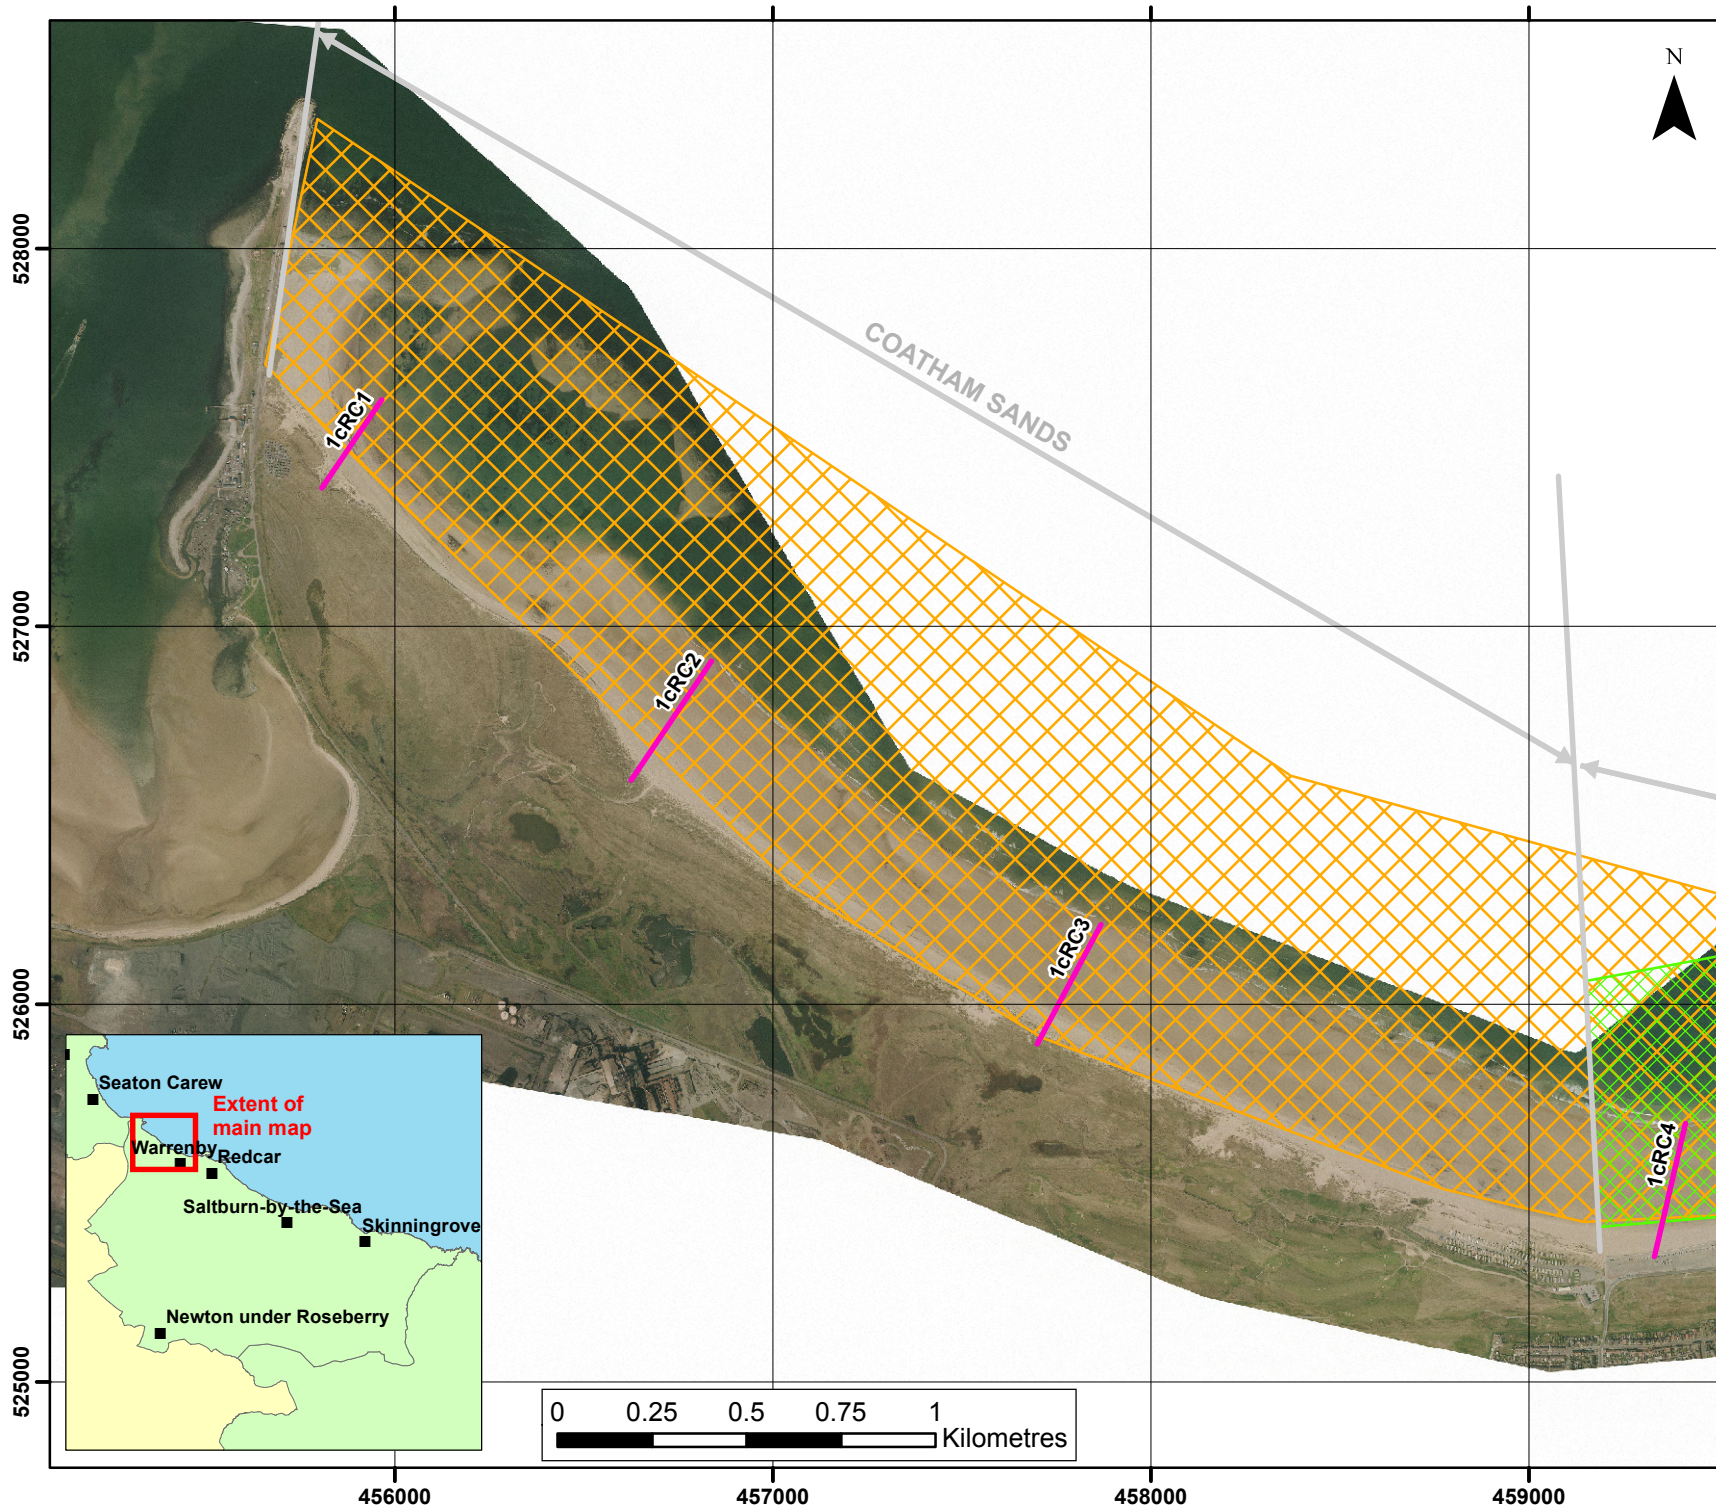 N
528000
527000
526000
525000
COATHAM SANDS
1cRC1
1cRC2
1cRC3
1cRC4
Seaton Carew
Extent of
main map
Warrenby
Redcar
Saltburn-by-the-Sea
Skinningrove
Newton under Roseberry
0 0.25 0.5 0.75 1
Kilometres
456000 457000 458000 459000